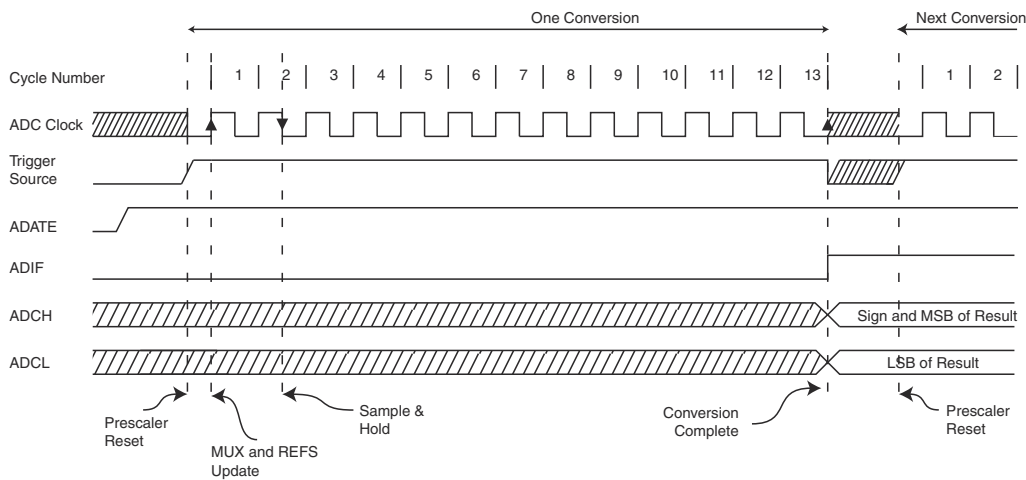 One Conversion
Next Conversion
Cycle Number
1 2 3 4 5 6 7 8 9 10 11 12 13 1 2
ADC Clock
Trigger
Source
ADATE
ADIF
ADCH
Sign and MSB of Result
ADCL
LSB of Result
Prescaler
Reset
MUX and REFS
Update
Sample &
Hold
Conversion
Complete
Prescaler
Reset